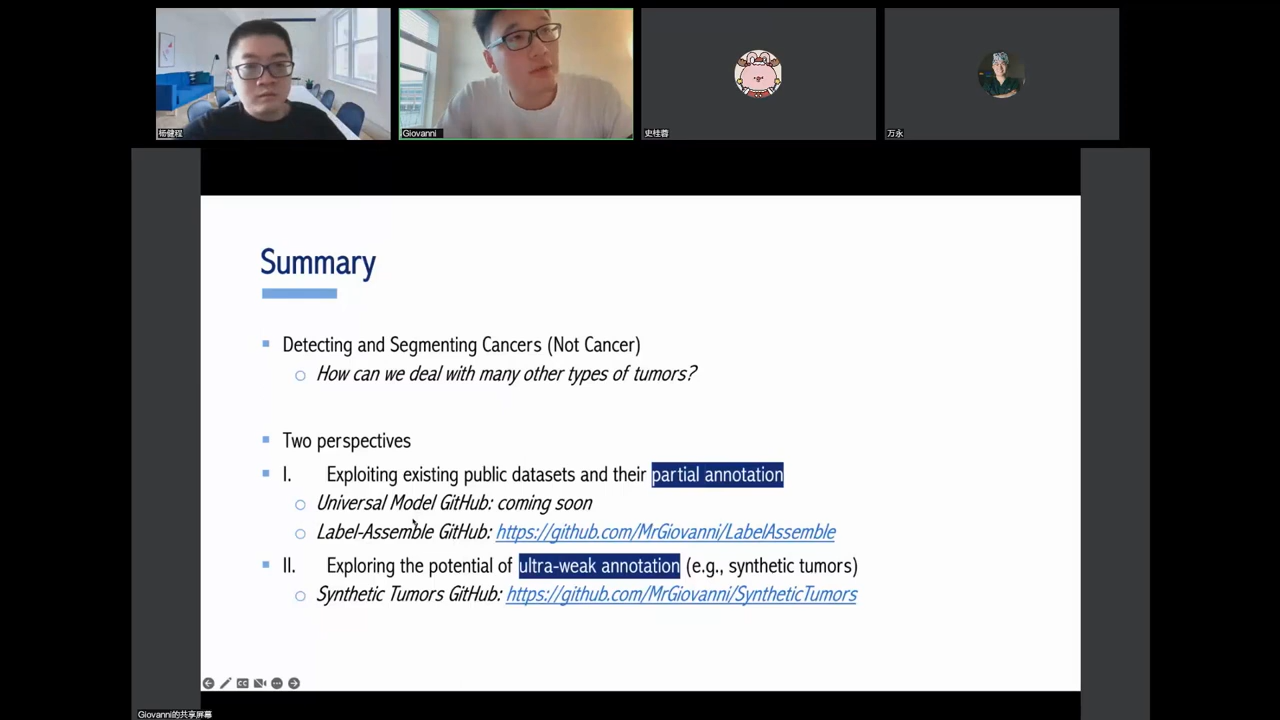 杨健程
Giovanni
史桂蓉
万永
Summary
Detecting and Segmenting Cancers (Not Cancer)
How can we deal with many other types of tumors?
Two perspectives
I. Exploiting existing public datasets and their partial annotation
Universal Model GitHub: coming soon
Label-Assemble GitHub: https://github.com/MrGiovanni/LabelAssemble
II. Exploring the potential of ultra-weak annotation (e.g., synthetic tumors)
Synthetic Tumors GitHub: https://github.com/MrGiovanni/SyntheticTumors
Giovanni的共享屏幕